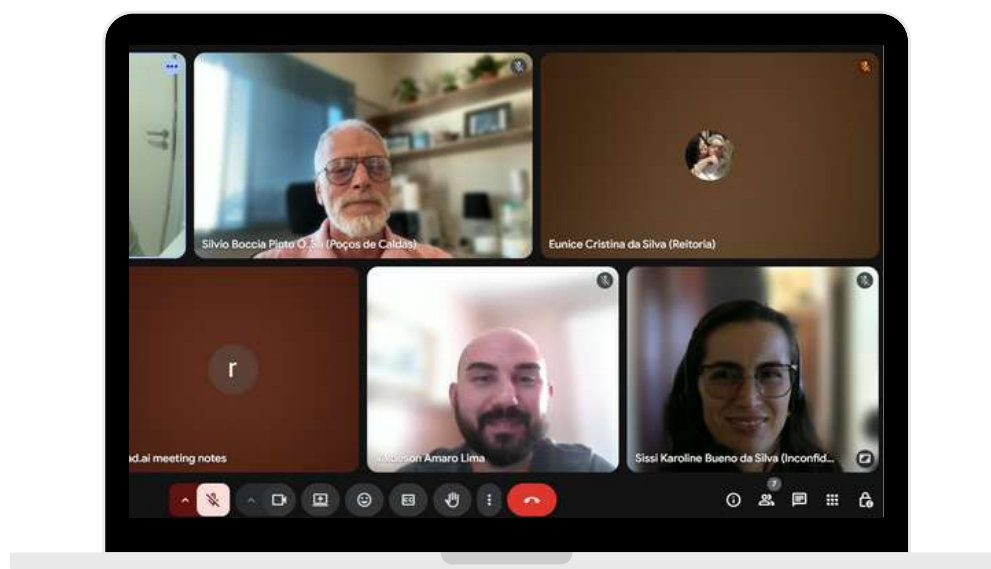 Silvio Boccia Pinto O. Sá (Poços de Caldas)
Eunice Cristina da Silva (Reitoria)
r
ad.ai meeting notes
Amaro Lima
Sissi Karoline Bueno da Silva (Inconfid...
7